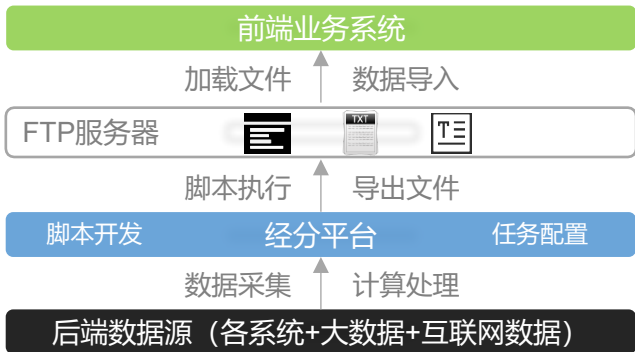 前端业务系统
加载文件 数据导入
FTP服务器 TXT
脚本执行 导出文件
脚本开发 经分平台 任务配置
数据采集 计算处理
后端数据源（各系统+大数据+互联网数据）